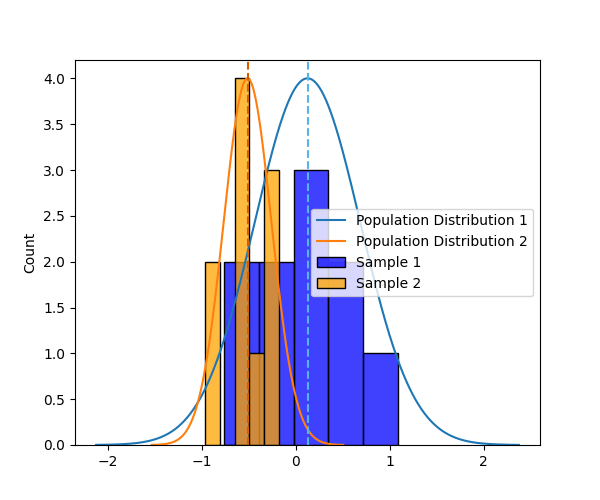 4.0
3.5
3.0
2.5
2.0
1.5
1.0
0.5
0.0
Count
Population Distribution 1
Population Distribution 2
Sample 1
Sample 2
−2
−1
0
1
2